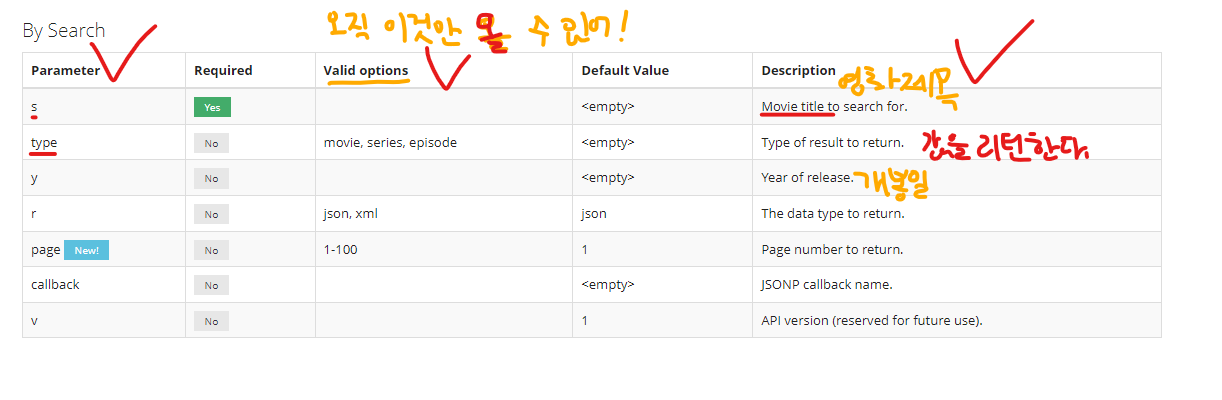 By Search
오직 이것만 올 수 있어!
Parameter Required Valid options Default Value Description
영화제목
s Yes <empty> Movie title to search for.
type No movie, series, episode <empty> Type of result to return. 값을 리턴한다.
y No <empty> Year of release. 개봉일
r No json, xml json The data type to return.
page New! No 1-100 1 Page number to return.
callback No <empty> JSONP callback name.
v No 1 API version (reserved for future use).